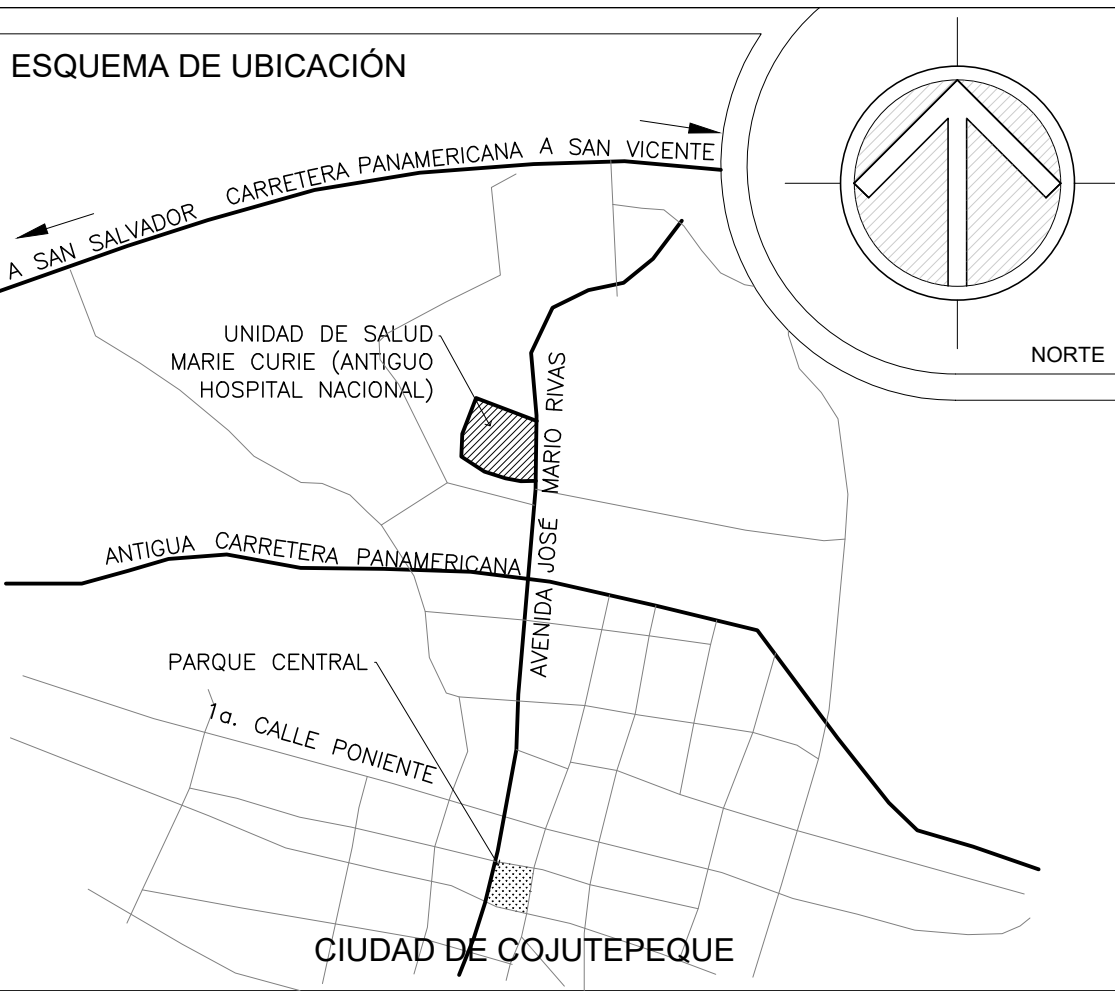 ESQUEMA DE UBICACIÓN
A SAN SALVADOR
CARRETERA PANAMERICANA
A SAN VICENTE
NORTE
UNIDAD DE SALUD
MARIE CURIE (ANTIGUO
HOSPITAL NACIONAL)
AVENIDA JOSÉ MARIO RIVAS
ANTIGUA CARRETERA PANAMERICANA
PARQUE CENTRAL
1a. CALLE PONIENTE
CIUDAD DE COJUTEPEQUE